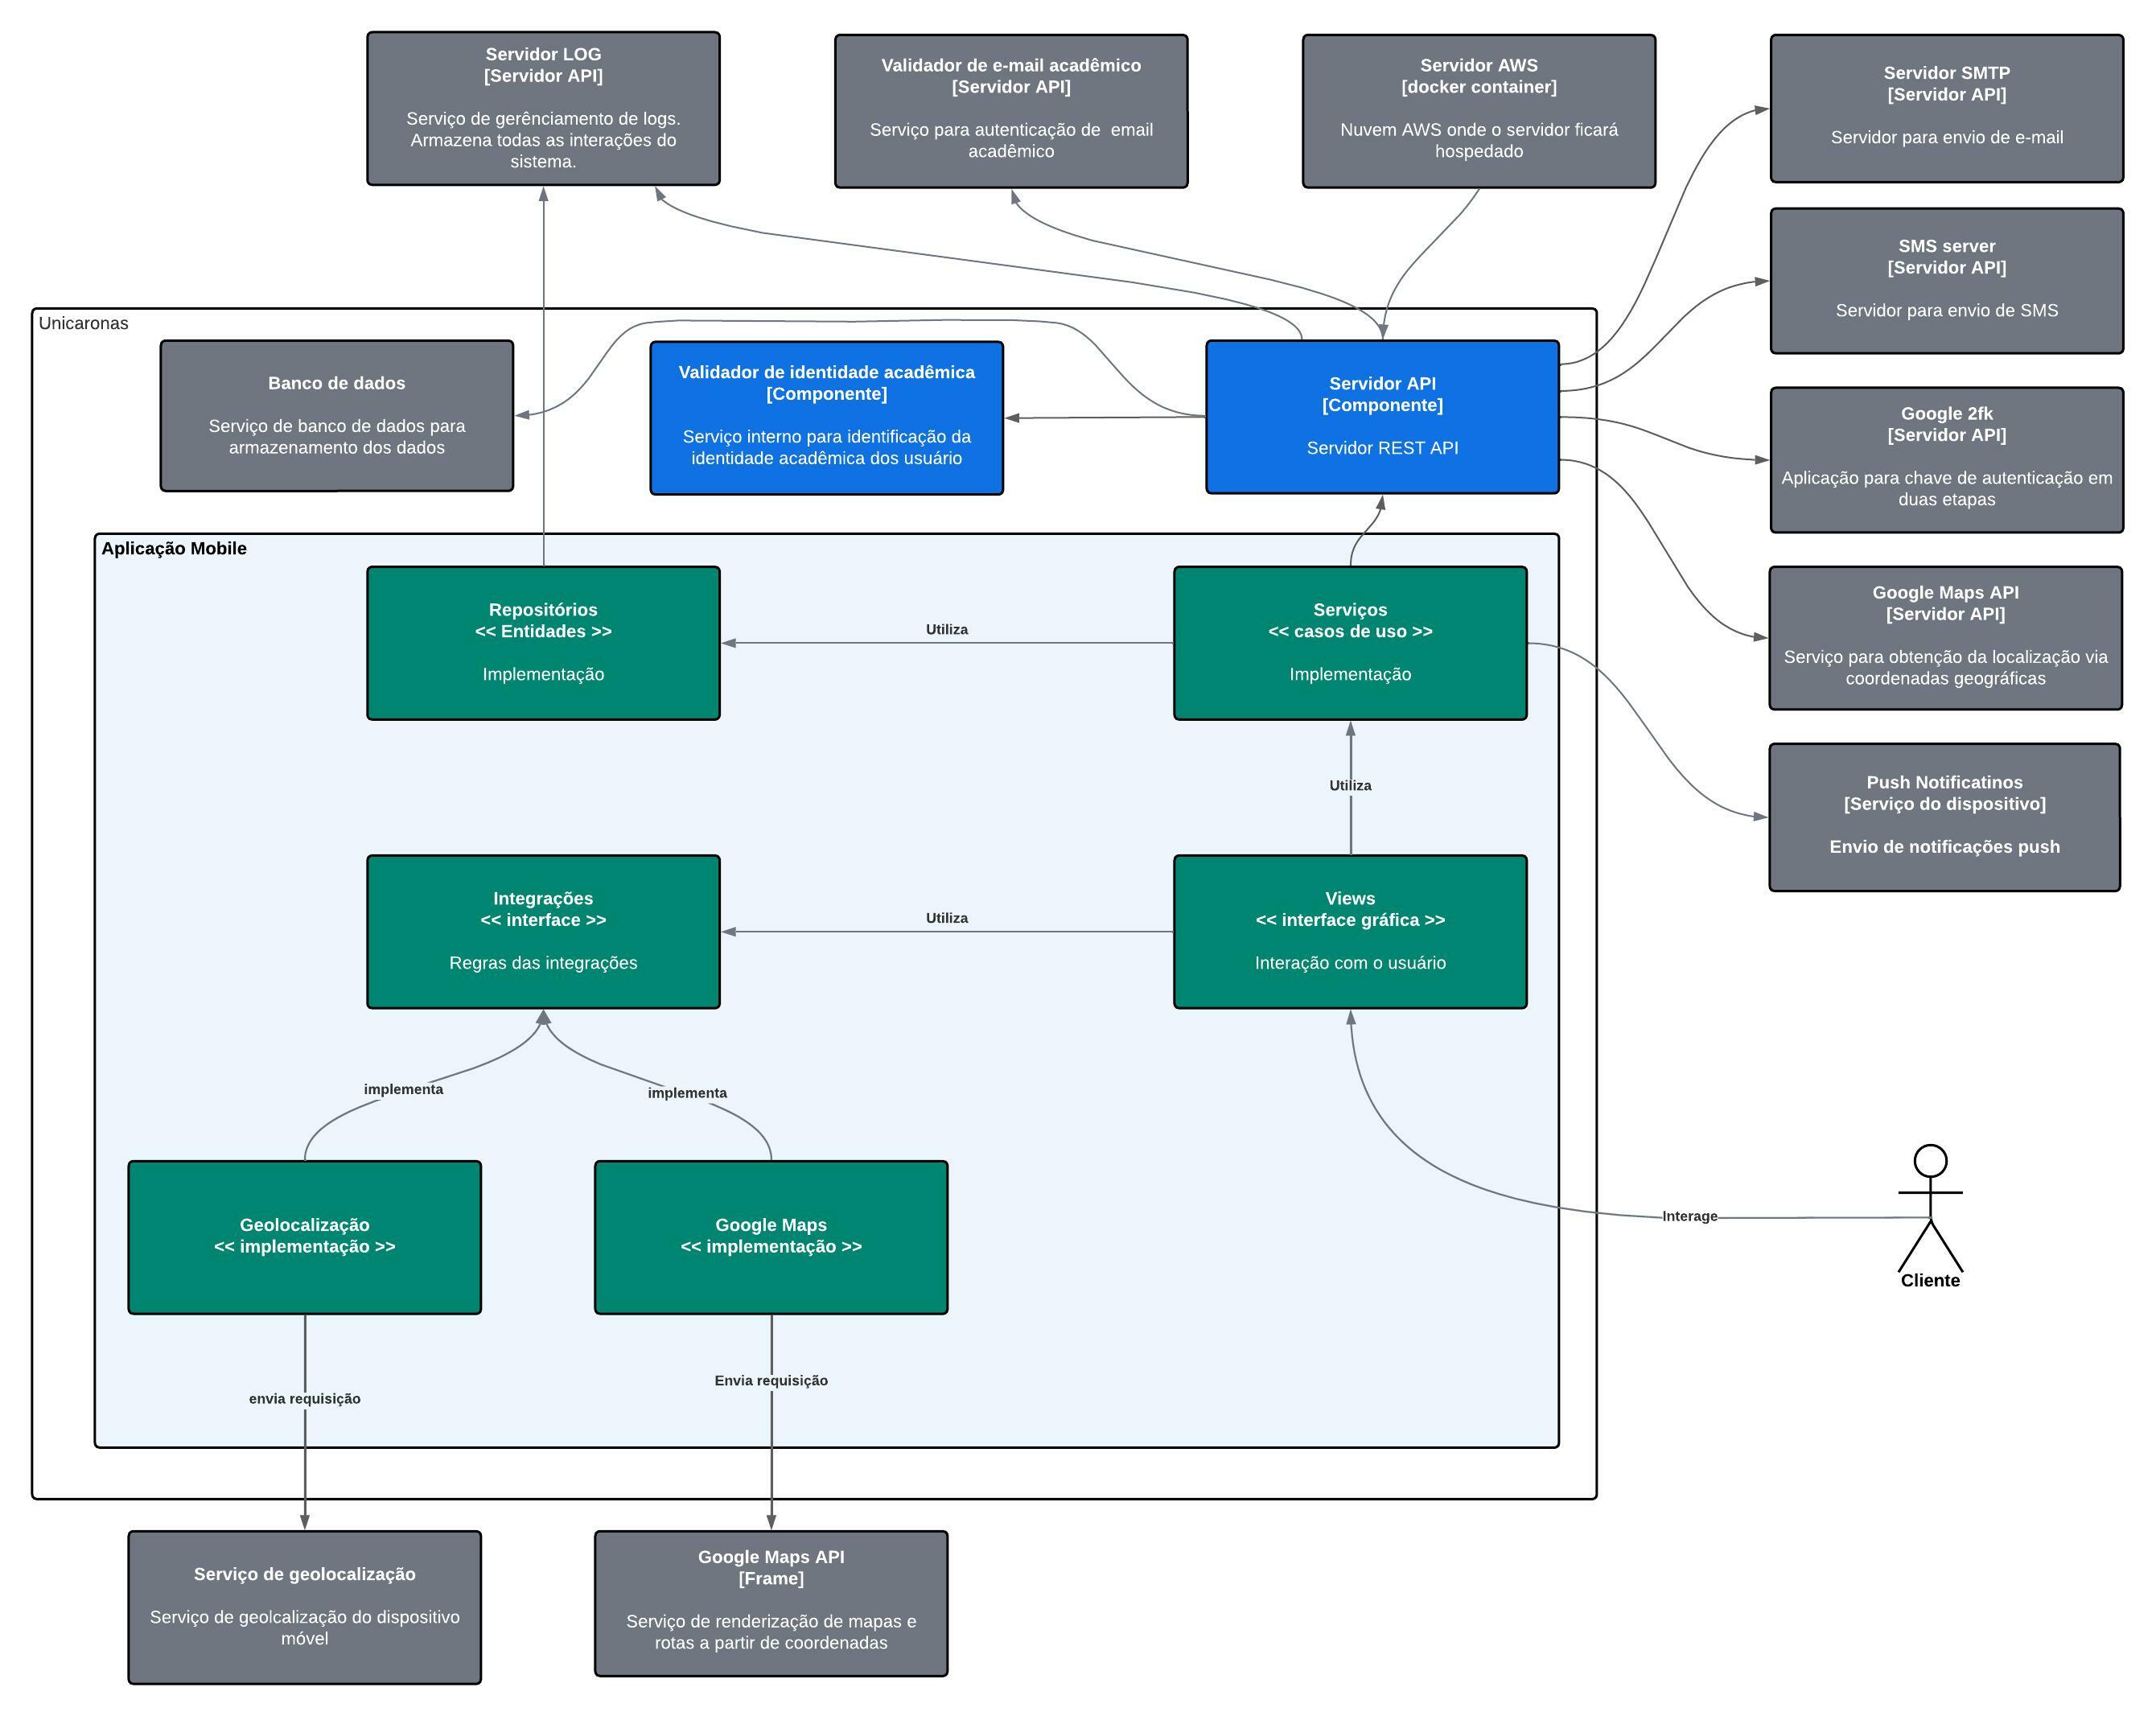 Servidor LOG
[Servidor API]
Serviço de gerênciamento de logs.
Armazena todas as interações do
sistema.
Validador de e-mail acadêmico
[Servidor API]
Serviço para autenticação de  email
acadêmico
Servidor AWS
[docker container]
Nuvem AWS onde o servidor ficará
hospedado
Servidor SMTP
[Servidor API]
Servidor para envio de e-mail
SMS server
[Servidor API]
Servidor para envio de SMS
Unicaronas
Banco de dados
Serviço de banco de dados para
armazenamento dos dados
Validador de identidade acadêmica
[Componente]
Serviço interno para identificação da
identidade acadêmica dos usuário
Servidor API
[Componente]
Servidor REST API
Google 2fk
[Servidor API]
Aplicação para chave de autenticação em
duas etapas
Aplicação Mobile
Repositórios
<< Entidades >>
Implementação
Utiliza
Serviços
<< casos de uso >>
Implementação
Google Maps API
[Servidor API]
Serviço para obtenção da localização via
coordenadas geográficas
Utiliza
Push Notificatinos
[Serviço do dispositivo]
Envio de notificações push
Integrações
<< interface >>
Regras das integrações
Utiliza
Views
<< interface gráfica >>
Interação com o usuário
implementa
implementa
Geolocalização
<< implementação >>
Google Maps
<< implementação >>
Interage
Cliente
envia requisição
Envia requisição
Serviço de geolocalização
Serviço de geolcalização do dispositivo
móvel
Google Maps API
[Frame]
Serviço de renderização de mapas e
rotas a partir de coordenadas